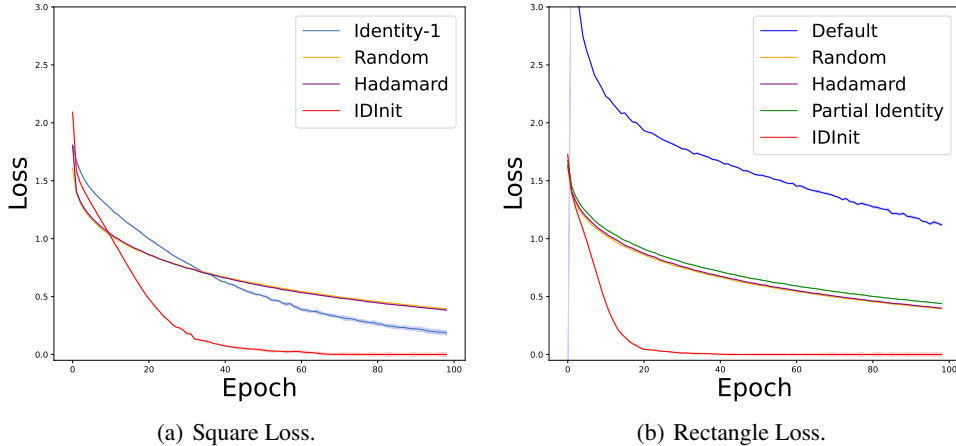 3.0
2.5
2.0
1.5
1.0
0.5
0.0
Loss
0
20
40
60
80
100
Epoch
Identity-1
Random
Hadamard
IDInit
(a) Square Loss.
3.0
2.5
2.0
1.5
1.0
0.5
0.0
Loss
0
20
40
60
80
100
Epoch
Default
Random
Hadamard
Partial Identity
IDInit
(b) Rectangle Loss.